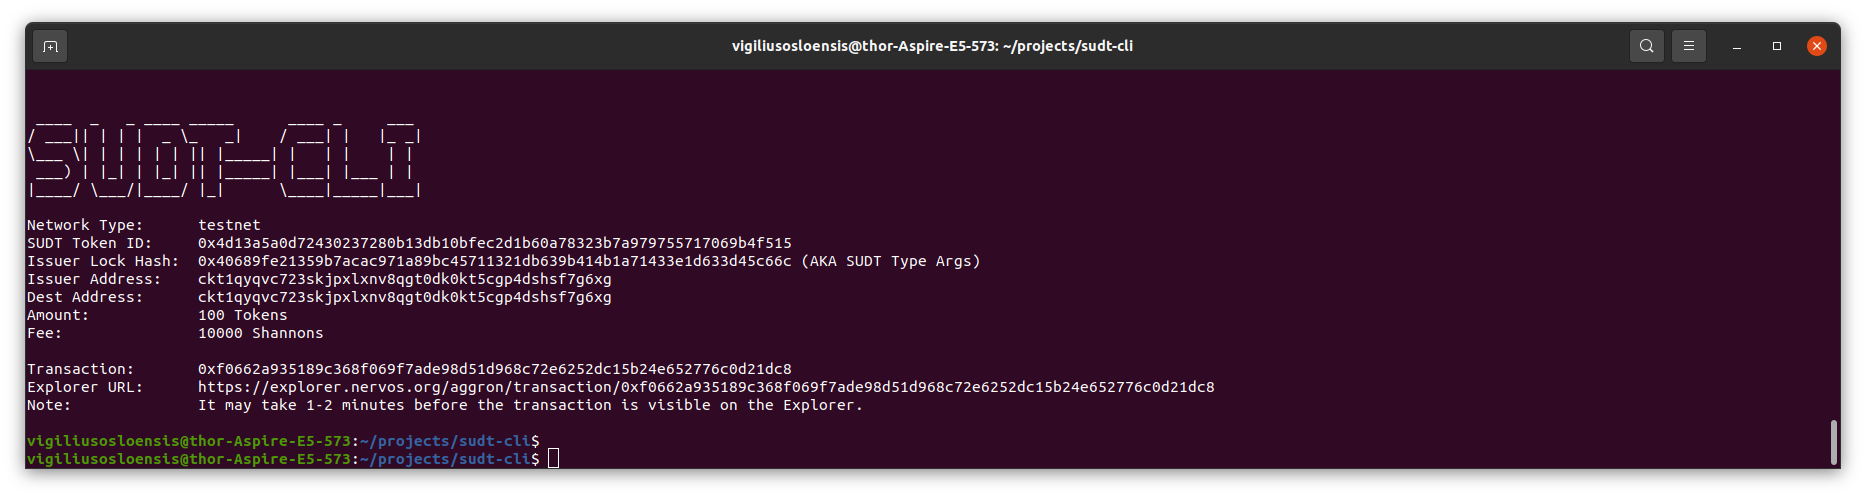 vigiliusosloensis@thor-Aspire-E5-573: ~/projects/sudt-cli
SUDT-CLI
Network Type: testnet
SUDT Token ID: 0x4d13a5a0d72430237280b13db10bfec2d1b60a78323b7a979755717069b4f515
Issuer Lock Hash: 0x40689fe21359b7acac971a89bc45711321db639b414b1a71433e1d633d45c66c (AKA SUDT Type Args)
Issuer Address: ckt1qyqvc723skjpxlxnv8qgt0dk0kt5cgp4dshsf7g6xg
Dest Address: ckt1qyqvc723skjpxlxnv8qgt0dk0kt5cgp4dshsf7g6xg
Amount: 100 Tokens
Fee: 10000 Shannons
Transaction: 0xf0662a935189c368f069f7ade98d51d968c72e6252dc15b24e652776c0d21dc8
Explorer URL: https://explorer.nervos.org/aggron/transaction/0xf0662a935189c368f069f7ade98d51d968c72e6252dc15b24e652776c0d21dc8
Note: It may take 1-2 minutes before the transaction is visible on the Explorer.
vigiliusosloensis@thor-Aspire-E5-573:~/projects/sudt-cli$
vigiliusosloensis@thor-Aspire-E5-573:~/projects/sudt-cli$